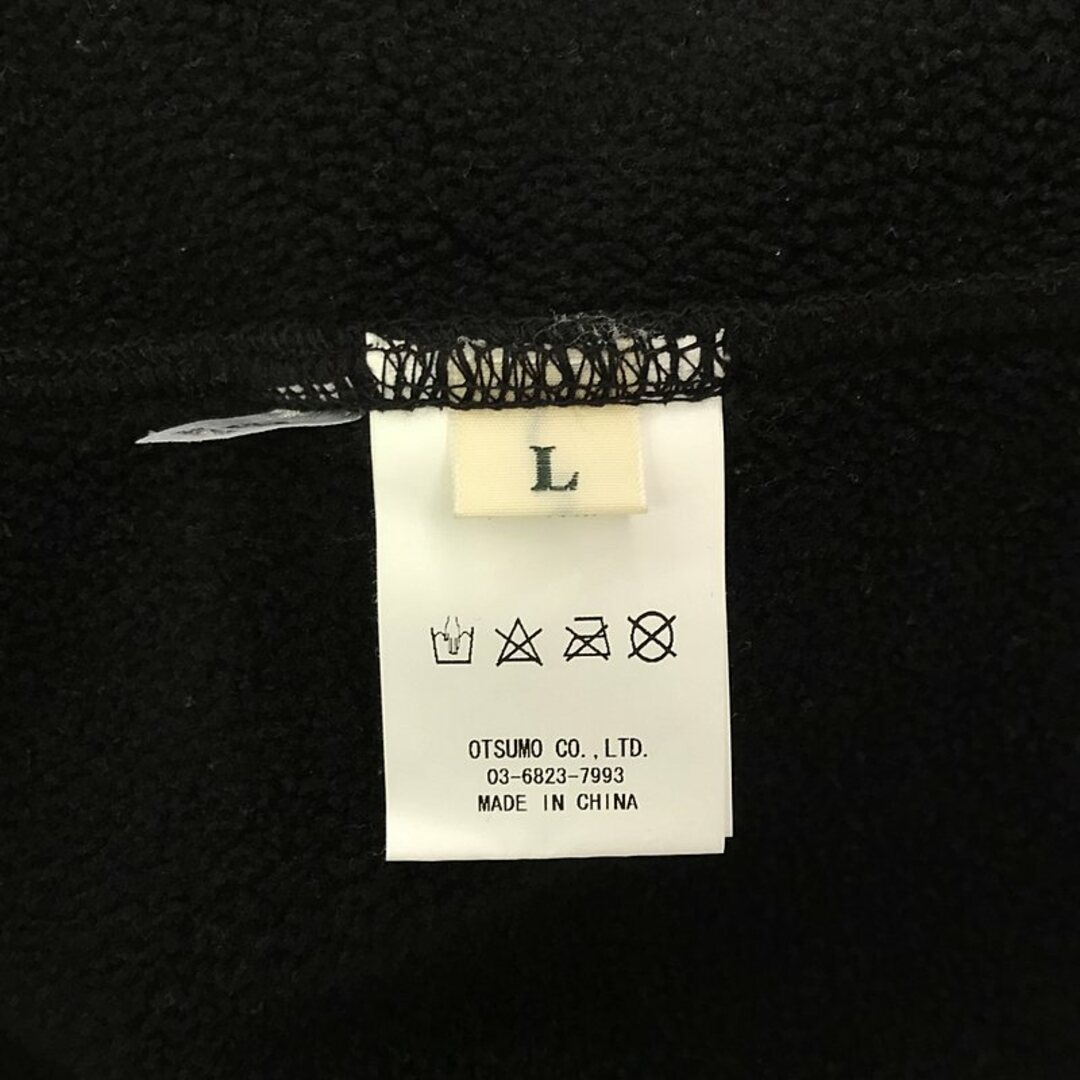 L
OTSUMO CO.,LTD.
03-6823-7993
MADE IN CHINA